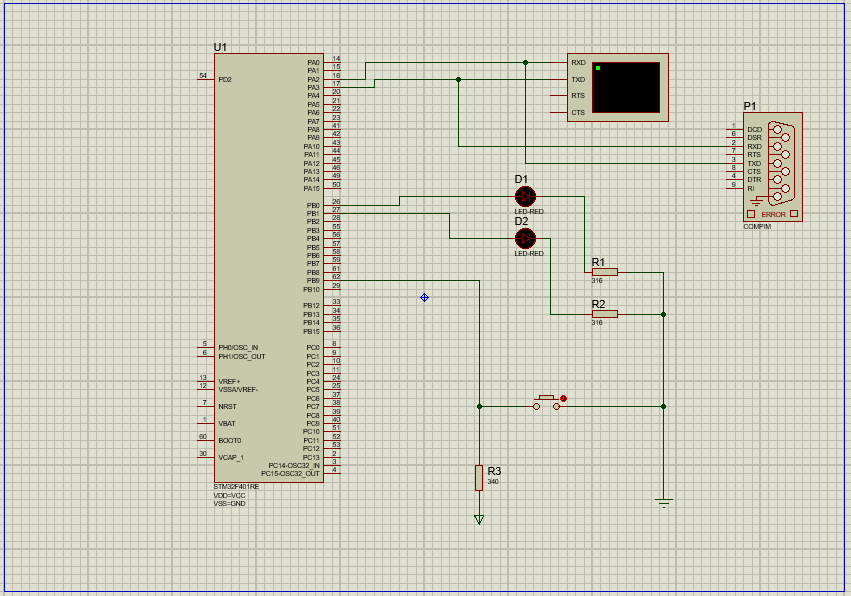 U1
54 PD2
5 PH0/OSC_IN
6 PH1/OSC_OUT
13 VREF+
12 VSSA/VREF-
7 NRST
1 VBAT
60 BOOT0
30 VCAP_1
PA0 14
PA1 15
PA2 16
PA3 17
PA4 20
PA5 21
PA6 22
PA7 23
PA8 41
PA9 42
PA10 43
PA11 44
PA12 45
PA13 46
PA14 49
PA15 50
PB0 26
PB1 27
PB2 28
PB3 55
PB4 56
PB5 57
PB6 58
PB7 59
PB8 61
PB9 62
PB10 29
PB12 33
PB13 34
PB14 35
PB15 36
PC0 8
PC1 9
PC2 10
PC3 11
PC4 24
PC5 25
PC6 37
PC7 38
PC8 39
PC9 40
PC10 51
PC11 52
PC12 53
PC13 2
PC14-OSC32_IN 3
PC15-OSC32_OUT 4
STM32F401RE
VDD=VCC
VSS=GND
RXD
TXD
RTS
CTS
P1
1 DCD
6 DSR
2 RXD
7 RTS
3 TXD
8 CTS
4 DTR
9 RI
ERROR
COMPIM
D1
LED-RED
D2
LED-RED
R1
316
R2
316
R3
340